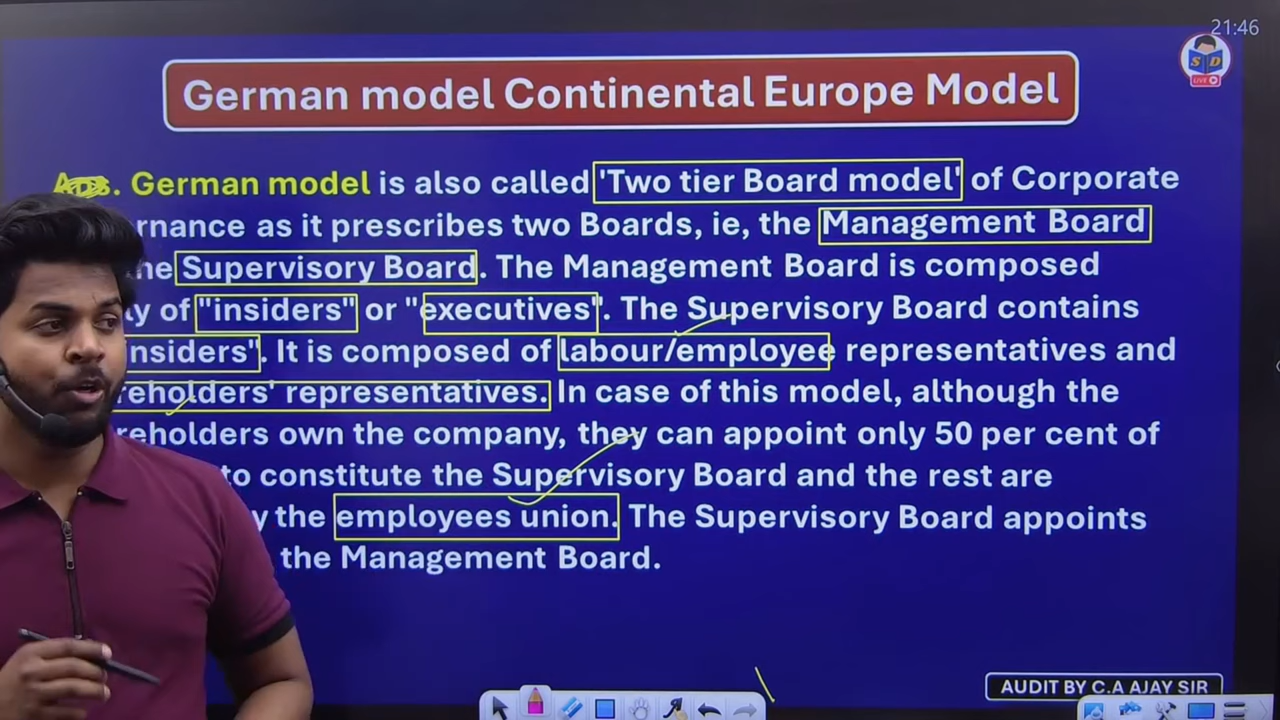 21:46
S D
LIVE
German model Continental Europe Model
Ans. German model is also called 'Two tier Board model' of Corporate
rnance as it prescribes two Boards, ie, the Management Board
he Supervisory Board. The Management Board is composed
ly of "insiders" or "executives". The Supervisory Board contains
nsiders". It is composed of labour/employee representatives and
reholders' representatives. In case of this model, although the
reholders own the company, they can appoint only 50 per cent of
to constitute the Supervisory Board and the rest are
y the employees union. The Supervisory Board appoints
the Management Board.
AUDIT BY C.A AJAY SIR